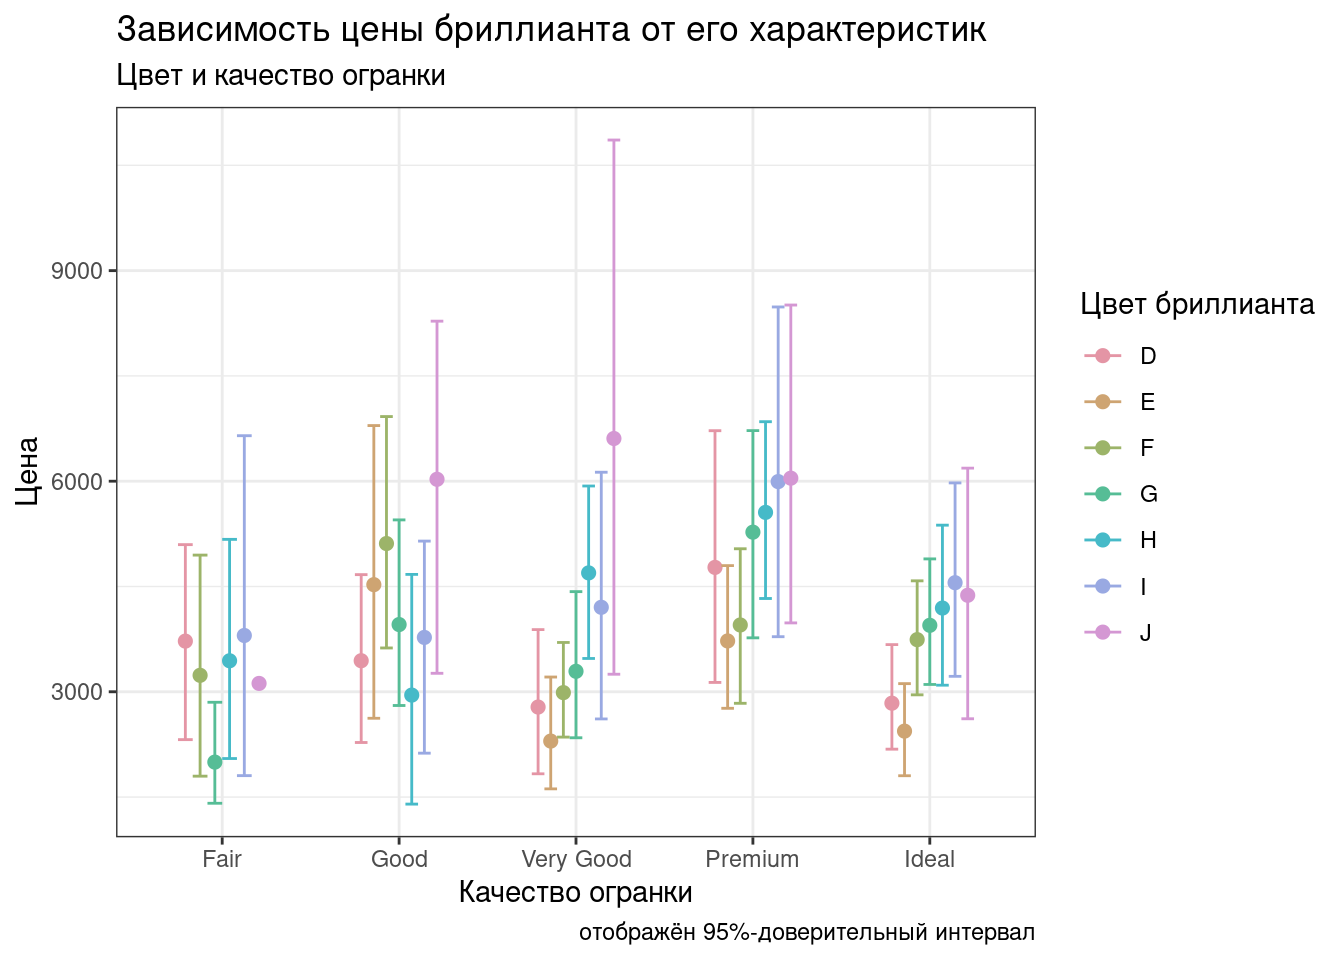 Зависимость цены бриллианта от его характеристик
Цвет и качество огранки
Цена
9000
6000
3000
Fair Good Very Good Premium Ideal
Качество огранки
отображён 95%-доверительный интервал
Цвет бриллианта
D
E
F
G
H
I
J